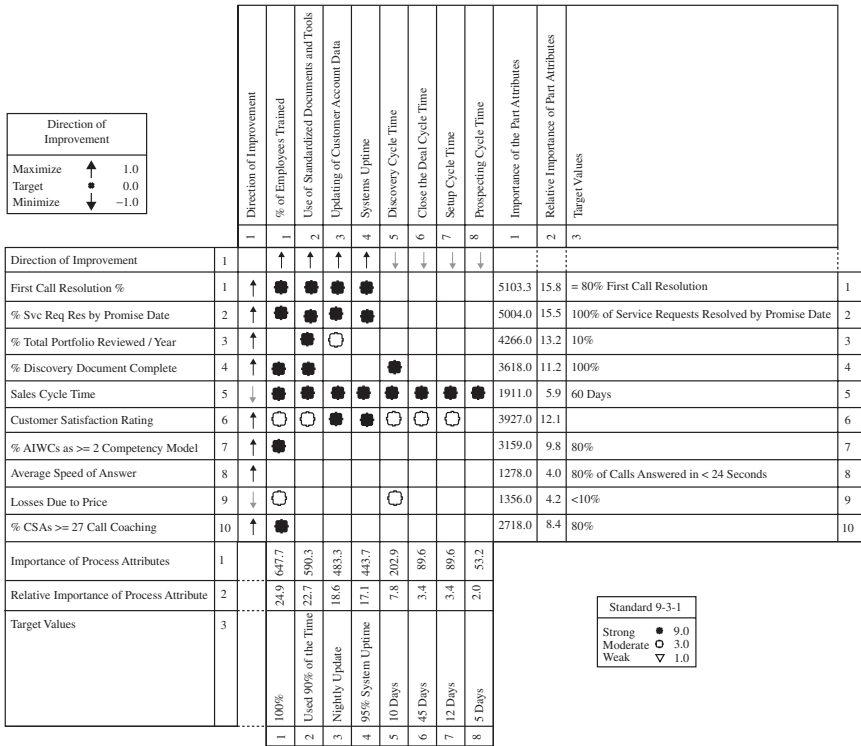 Direction of Improvement
% of Employees Trained
Use of Standardized Documents and Tools
Updating of Customer Account Data
Systems Uptime
Discovery Cycle Time
Close the Deal Cycle Time
Setup Cycle Time
Prospecting Cycle Time
Importance of the Part Attributes
Relative Importance of Part Attributes
Target Values
Direction of
Improvement
Maximize 1.0
Target 0.0
Minimize −1.0
1 1 2 3 4 5 6 7 8 1 2 3
Direction of Improvement 1
First Call Resolution % 1 5103.3 15.8 = 80% First Call Resolution 1
% Svc Req Res by Promise Date 2 5004.0 15.5 100% of Service Requests Resolved by Promise Date 2
% Total Portfolio Reviewed / Year 3 4266.0 13.2 10% 3
% Discovery Document Complete 4 3618.0 11.2 100% 4
Sales Cycle Time 5 1911.0 5.9 60 Days 5
Customer Satisfaction Rating 6 3927.0 12.1 6
% AIWCs as >= 2 Competency Model 7 3159.0 9.8 80% 7
Average Speed of Answer 8 1278.0 4.0 80% of Calls Answered in < 24 Seconds 8
Losses Due to Price 9 1356.0 4.2 <10% 9
% CSAs >= 27 Call Coaching 10 2718.0 8.4 80% 10
Importance of Process Attributes 1 647.7 590.3 483.3 443.7 202.9 89.6 89.6 53.2
Relative Importance of Process Attribute 2 24.9 22.7 18.6 17.1 7.8 3.4 3.4 2.0
Target Values 3
100%
Used 90% of the Time
Nightly Update
95% System Uptime
10 Days
45 Days
12 Days
5 Days
1 2 3 4 5 6 7 8
Standard 9-3-1
Strong 9.0
Moderate 3.0
Weak 1.0